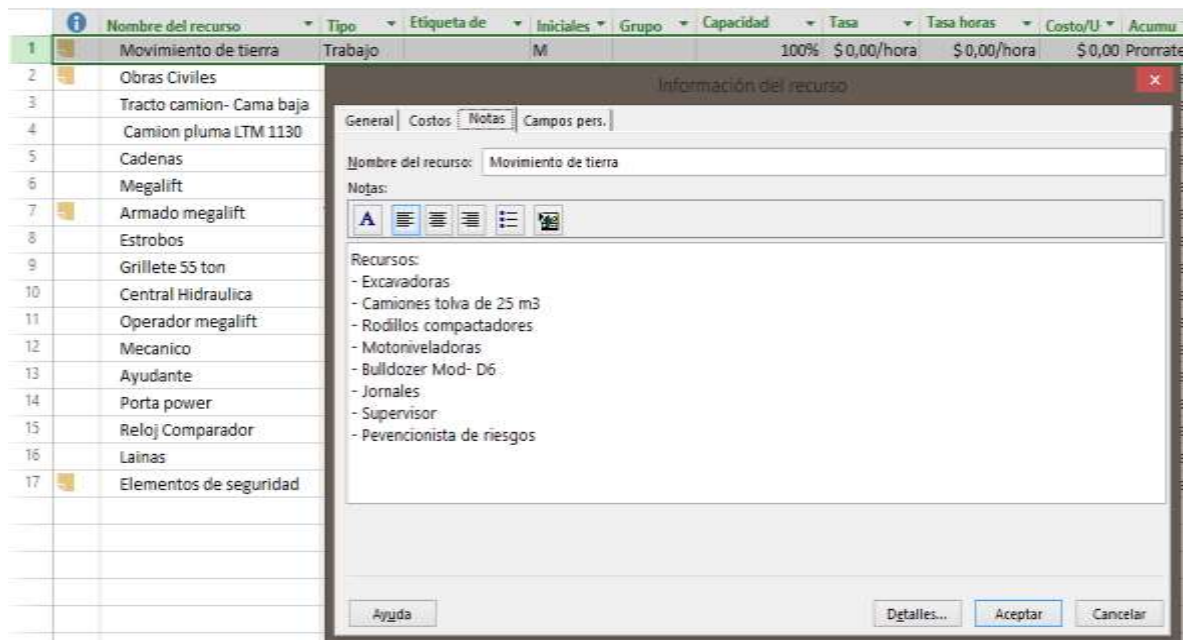 Nombre del recurso Tipo Etiqueta de Iniciales Grupo Capacidad Tasa Tasa horas Costo/U Acumu
1 Movimiento de tierra Trabajo M 100% $ 0,00/hora $ 0,00/hora $ 0,00 Prorrate
2 Obras Civiles
3 Tracto camion- Cama baja
4 Camion pluma LTM 1130
5 Cadenas
6 Megalift
7 Armado megalift
8 Estrobos
9 Grillete 55 ton
10 Central Hidraulica
11 Operador megalift
12 Mecanico
13 Ayudante
14 Porta power
15 Reloj Comparador
16 Lainas
17 Elementos de seguridad
Información del recurso
General Costos Notas Campos pers.
Nombre del recurso: Movimiento de tierra
Notas:
A
Recursos:
- Excavadoras
- Camiones tolva de 25 m3
- Rodillos compactadores
- Motoniveladoras
- Bulldozer Mod- D6
- Jornales
- Supervisor
- Pevencionista de riesgos
Ayuda Detalles... Aceptar Cancelar